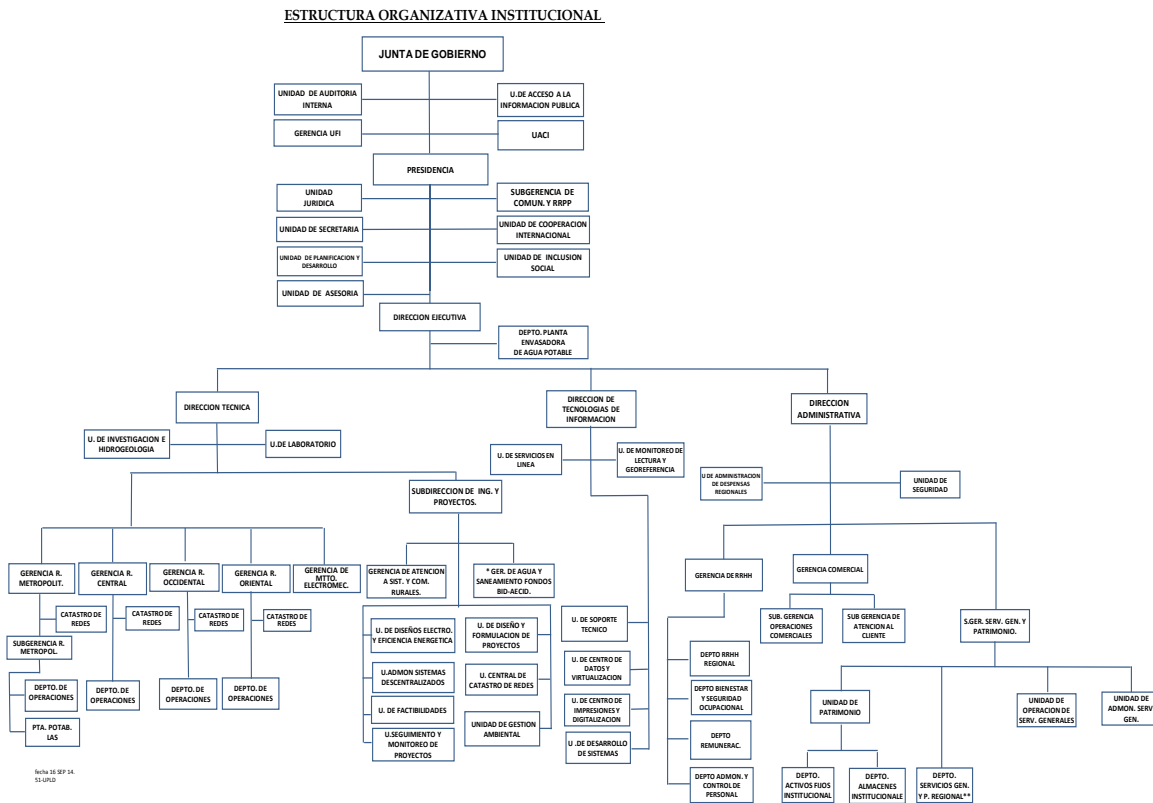 ESTRUCTURA ORGANIZATIVA INSTITUCIONAL
JUNTA DE GOBIERNO
UNIDAD DE AUDITORIA
INTERNA
U.DE ACCESO A LA
INFORMACION PUBLICA
GERENCIA UFI
UACI
PRESIDENCIA
UNIDAD
JURIDICA
SUBGERENCIA DE
COMUN. Y RRPP
UNIDAD DE SECRETARIA
UNIDAD DE COOPERACION
INTERNACIONAL
UNIDAD DE PLANIFICACION Y
DESARROLLO
UNIDAD DE INCLUSION
SOCIAL
UNIDAD DE ASESORIA
DIRECCION EJECUTIVA
DEPTO. PLANTA
ENVASADORA
DE AGUA POTABLE
DIRECCION TECNICA
DIRECCION DE
TECNOLOGIAS DE
INFORMACION
DIRECCION
ADMINISTRATIVA
U. DE INVESTIGACION E
HIDROGEOLOGIA
U.DE LABORATORIO
U. DE SERVICIOS EN
LINEA
U. DE MONITOREO DE
LECTURA Y
GEOREFERENCIA
U DE ADMINISTRACION
DE DESPENSAS
REGIONALES
UNIDAD DE
SEGURIDAD
SUBDIRECCION DE ING. Y
PROYECTOS.
GERENCIA R.
METROPOLIT.
GERENCIA R.
CENTRAL
GERENCIA R.
OCCIDENTAL
GERENCIA R.
ORIENTAL
GERENCIA DE
MTTO.
ELECTROMEC.
GERENCIA DE ATENCION
A SIST. Y COM.
RURALES.
* GER. DE AGUA Y
SANEAMIENTO FONDOS
BID-AECID.
GERENCIA DE RRHH
GERENCIA COMERCIAL
CATASTRO DE
REDES
CATASTRO DE
REDES
CATASTRO DE
REDES
CATASTRO DE
REDES
SUB. GERENCIA
OPERACIONES
COMERCIALES
SUB GERENCIA DE
ATENCION AL
CLIENTE
S.GER. SERV. GEN. Y
PATRIMONIO.
SUBGERENCIA R.
METROPOL.
U. DE DISEÑOS ELECTRO.
Y EFICIENCIA ENERGETICA
U. DE DISEÑO Y
FORMULACION DE
PROYECTOS
U. DE SOPORTE
TECNICO
DEPTO RRHH
REGIONAL
DEPTO. DE
OPERACIONES
DEPTO. DE
OPERACIONES
DEPTO. DE
OPERACIONES
DEPTO. DE
OPERACIONES
U.ADMON SISTEMAS
DESCENTRALIZADOS
U. CENTRAL DE
CATASTRO DE REDES
U. DE CENTRO DE
DATOS Y
VIRTUALIZACION
DEPTO BIENESTAR
Y SEGURIDAD
OCUPACIONAL
UNIDAD DE
PATRIMONIO
UNIDAD DE
OPERACION DE
SERV. GENERALES
UNIDAD DE
ADMON. SERV
GEN.
PTA. POTAB.
LAS
U. DE FACTIBILIDADES
UNIDAD DE GESTION
AMBIENTAL
U. DE CENTRO DE
IMPRESIONES Y
DIGITALIZACION
DEPTO
REMUNERAC.
U.SEGUIMIENTO Y
MONITOREO DE
PROYECTOS
U .DE DESARROLLO
DE SISTEMAS
DEPTO ADMON. Y
CONTROL DE
PERSONAL
DEPTO.
ACTIVOS FIJOS
INSTITUCIONAL
DEPTO.
ALMACENES
INSTITUCIONALE
DEPTO.
SERVICIOS GEN.
Y P. REGIONAL**
fecha 16 SEP 14.
51-UPLD